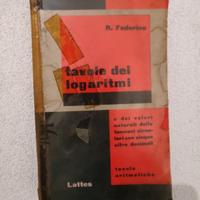 R. Federico
tavole dei
logaritmi
e dei valori
naturali delle
funzioni circo-
lari con cinque
cifre decimali
tavole
aritmetiche
Lattes